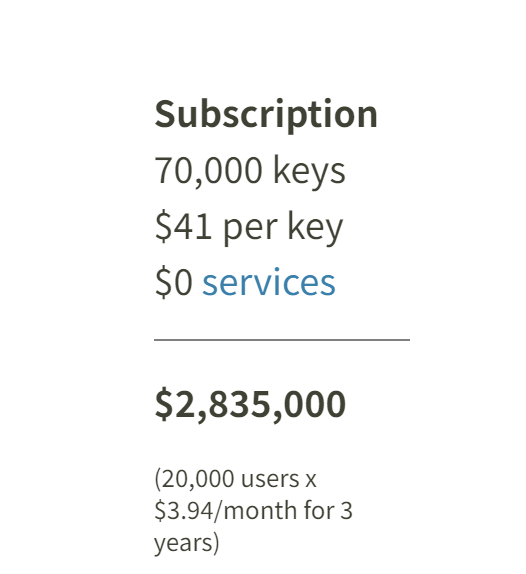 Subscription
70,000 keys
$41 per key
$0 services
$2,835,000
(20,000 users x
$3.94/month for 3
years)